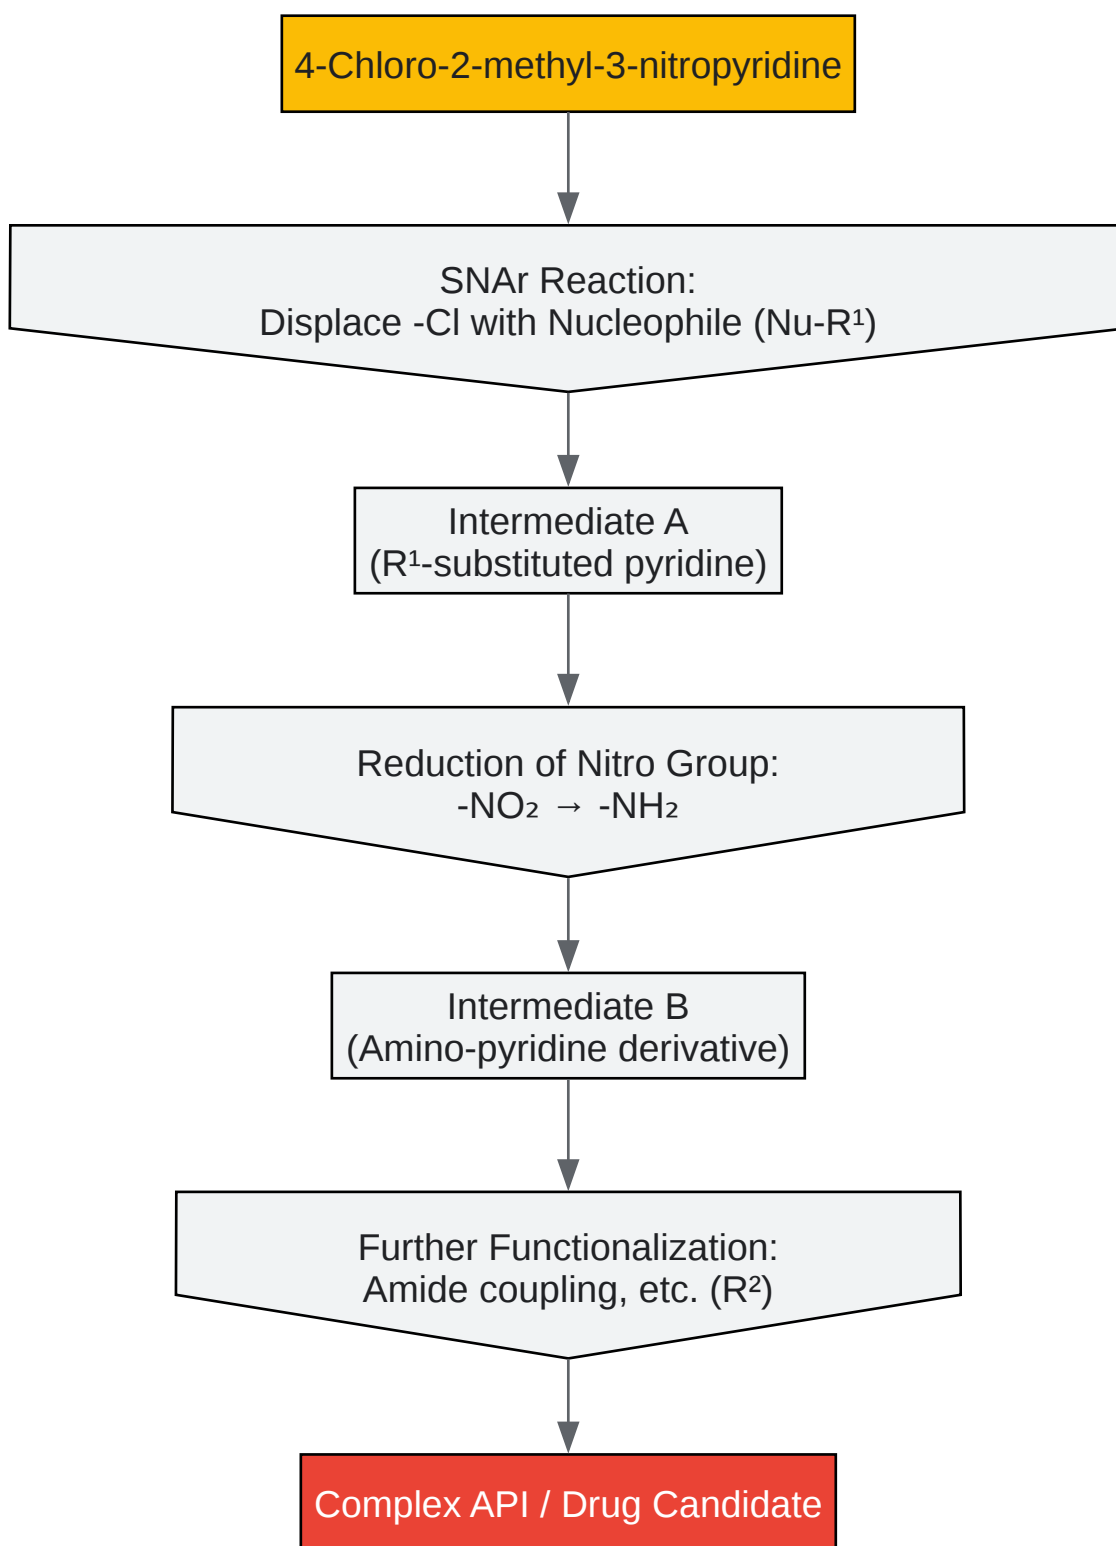 4-Chloro-2-methyl-3-nitropyridine
SNAr Reaction:
Displace -Cl with Nucleophile (Nu-R¹)
Intermediate A
(R¹-substituted pyridine)
Reduction of Nitro Group:
-NO₂ → -NH₂
Intermediate B
(Amino-pyridine derivative)
Further Functionalization:
Amide coupling, etc. (R²)
Complex API / Drug Candidate